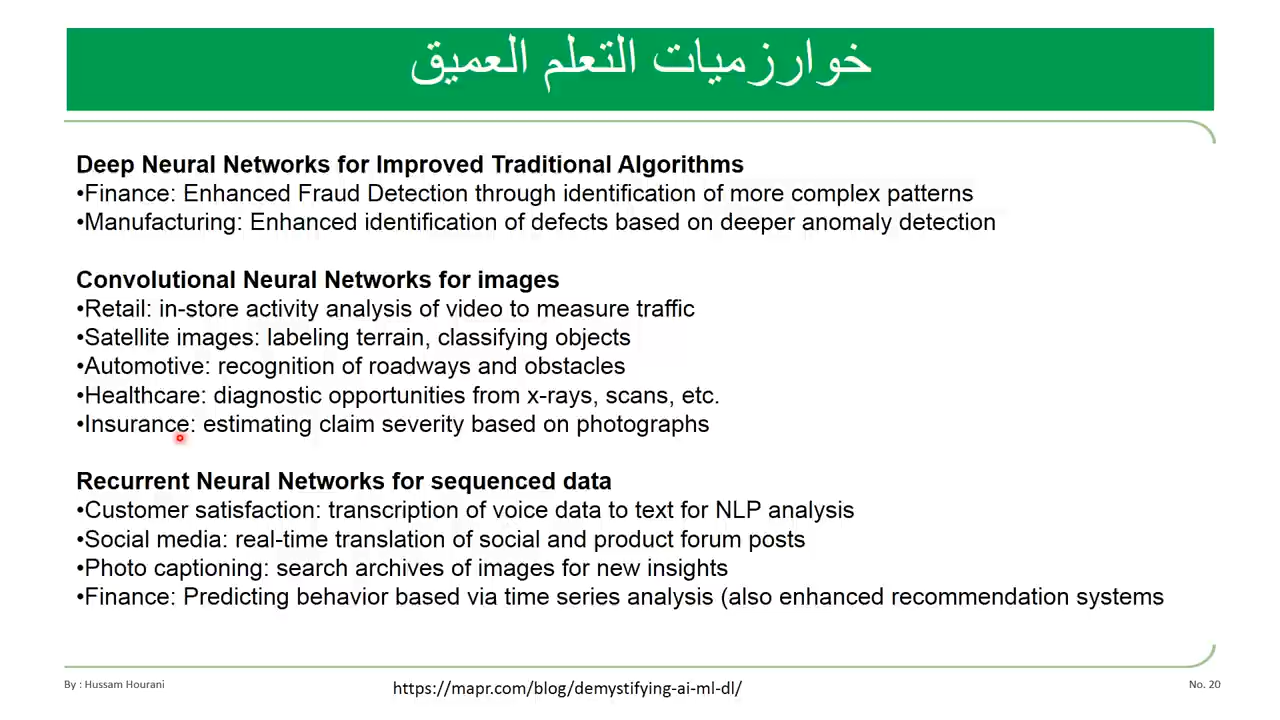 خوارزميات التعلم العميق
Deep Neural Networks for Improved Traditional Algorithms
•Finance: Enhanced Fraud Detection through identification of more complex patterns
•Manufacturing: Enhanced identification of defects based on deeper anomaly detection
Convolutional Neural Networks for images
•Retail: in-store activity analysis of video to measure traffic
•Satellite images: labeling terrain, classifying objects
•Automotive: recognition of roadways and obstacles
•Healthcare: diagnostic opportunities from x-rays, scans, etc.
•Insurance: estimating claim severity based on photographs
Recurrent Neural Networks for sequenced data
•Customer satisfaction: transcription of voice data to text for NLP analysis
•Social media: real-time translation of social and product forum posts
•Photo captioning: search archives of images for new insights
•Finance: Predicting behavior based via time series analysis (also enhanced recommendation systems
By : Hussam Hourani
https://mapr.com/blog/demystifying-ai-ml-dl/
No. 20